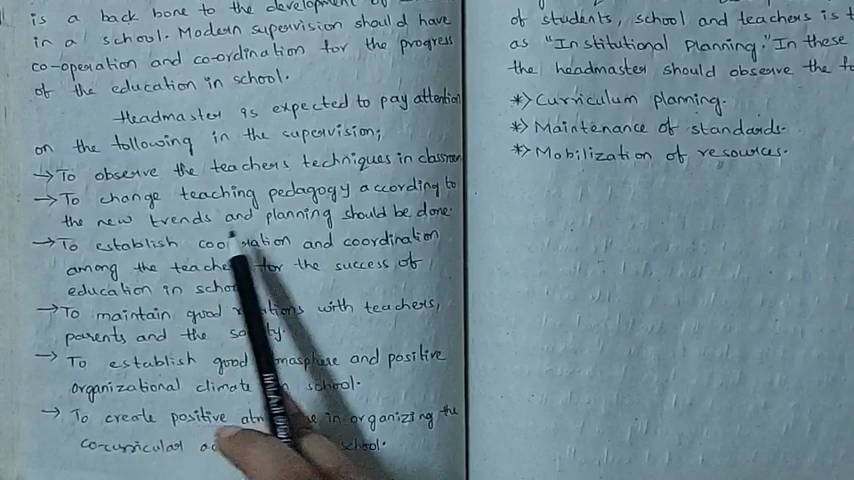 is a back bone to the development of
in a school. Modern supervision should have
co-operation and co-ordination for the progress
of the education in school.
Headmaster is expected to pay attention
on the following in the supervision;
→ To observe the teachers techniques in classroom
→ To change teaching pedagogy according to
the new trends and planning should be done.
→ To establish and coordination
among the for the success of
education in
→ To maintain good with teachers,
parents and the
→ To establish good and positive
organizational climate school.
→ To create positive in organizing the
co-curricular school.
of students, school and teachers is
as "Institutional Planning." In these
the headmaster should observe the
*> Curriculum planning.
*> Maintenance of standards.
*> Mobilization of resources.